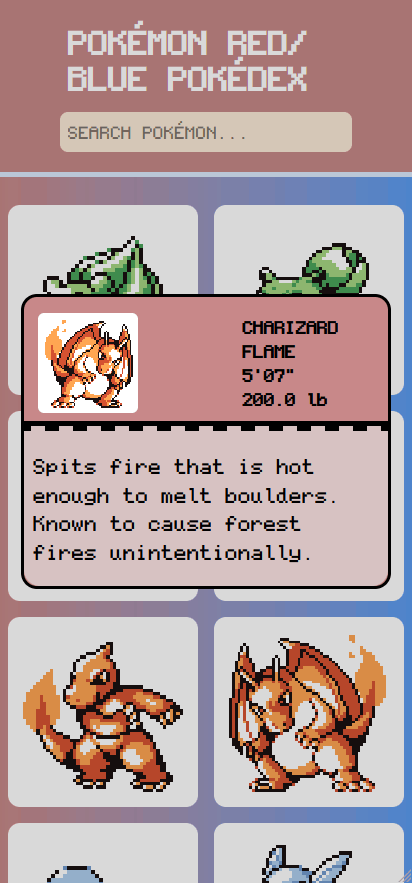 POKÉMON RED/
BLUE POKÉDEX
SEARCH POKÉMON...
CHARIZARD
FLAME
5'07"
200.0 lb
Spits fire that is hot
enough to melt boulders.
Known to cause forest
fires unintentionally.